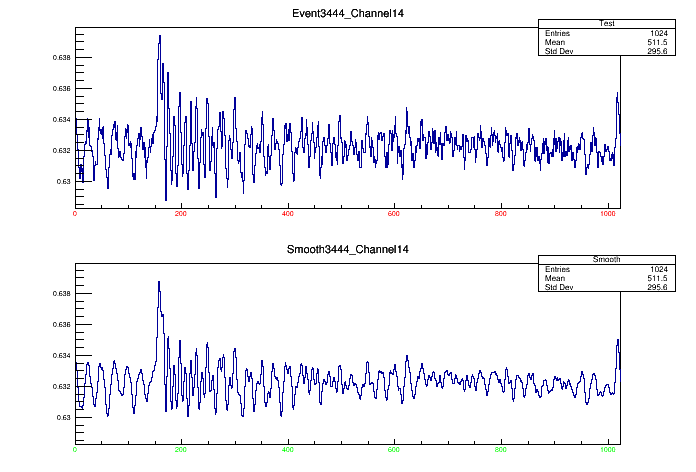 Event3444_Channel14
Test
Entries 1024
Mean 511.5
Std Dev 295.6
0.638
0.636
0.634
0.632
0.63
0 200 400 600 800 1000
Smooth3444_Channel14
Smooth
Entries 1024
Mean 511.5
Std Dev 295.6
0.638
0.636
0.634
0.632
0.63
0 200 400 600 800 1000